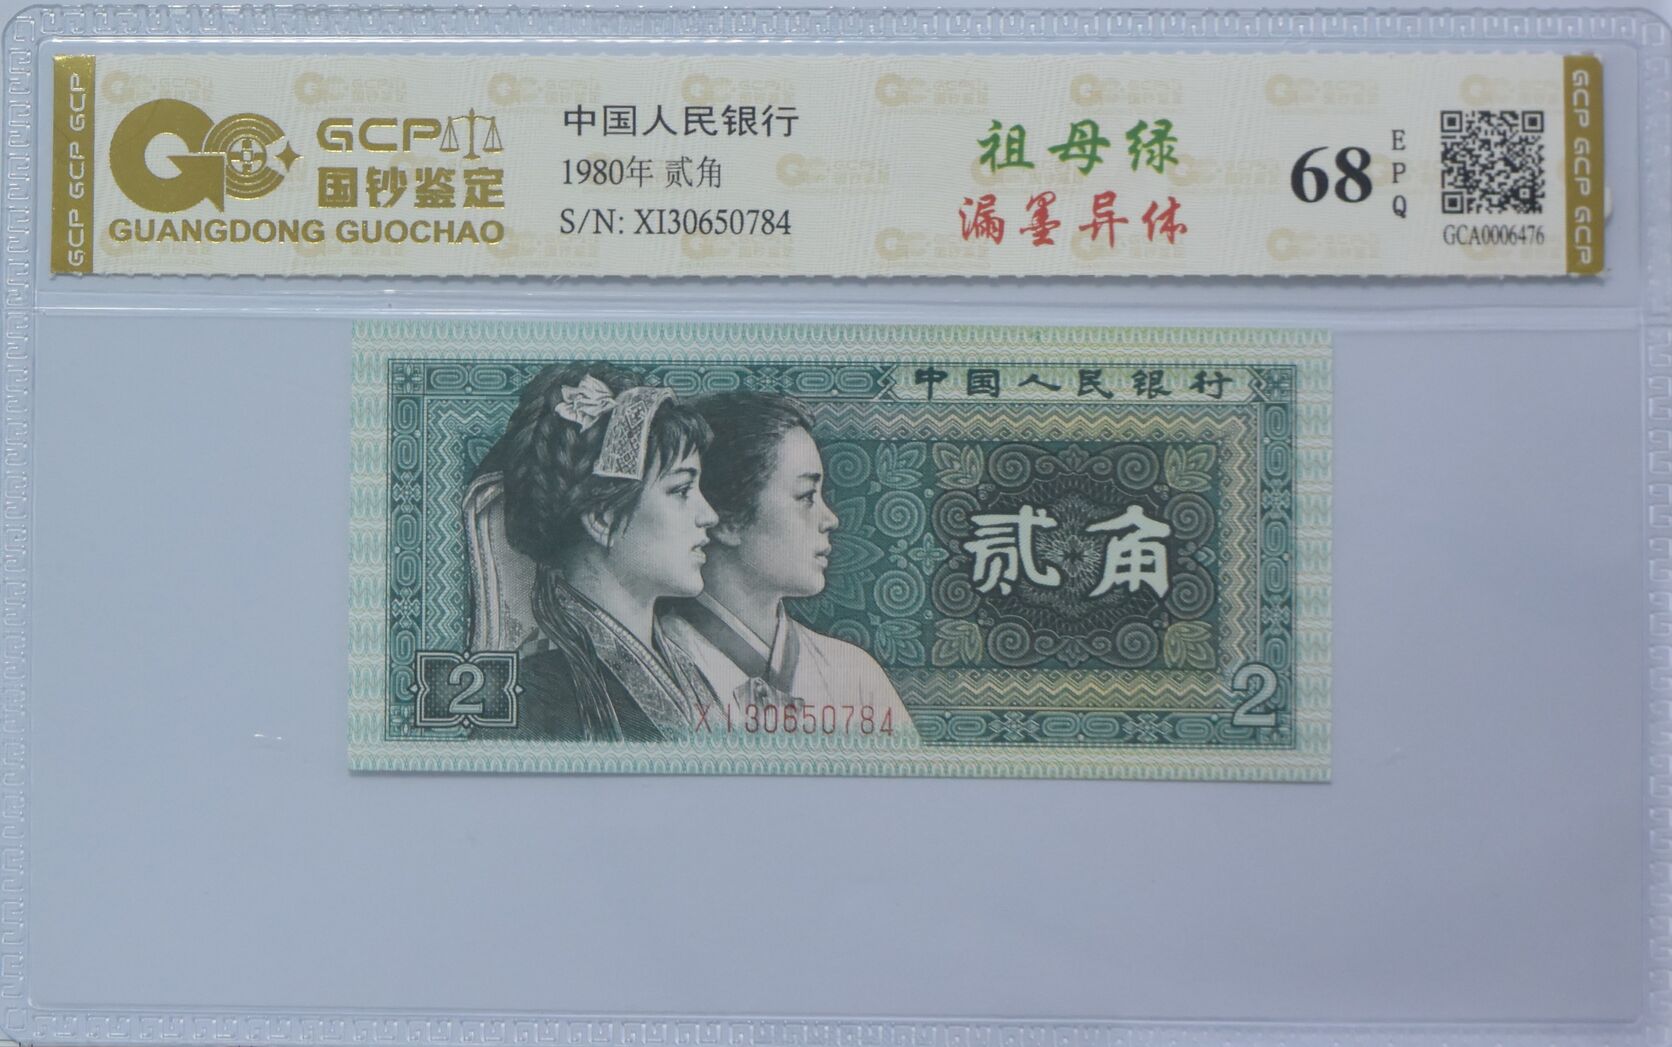 GCP GCP GCP
GCP
国钞鉴定
GUANGDONG GUOCHAO
中国人民银行
1980年 贰角
S/N: XI30650784
祖母绿
漏墨异体
68
EPQ
GCA0006476
GCP GCP GCP
中国人民银行
贰角
2
2
XI30650784